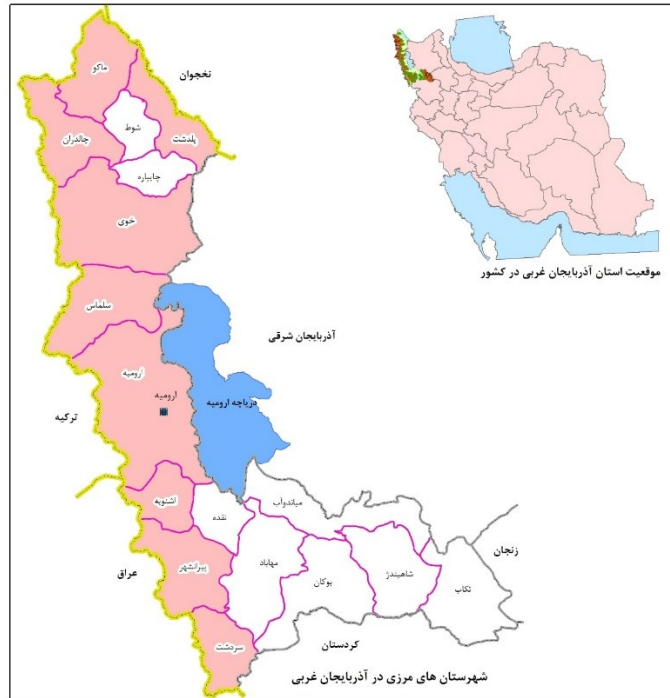 ماکو
نخجوان
شوط
پلدشت
چالدران
چایپاره
خوی
موقعیت استان آذربایجان غربی در کشور
سلماس
آذربایجان شرقی
ارومیه
ارومیه
دریاچه ارومیه
ترکیه
اشنویه
نقده
میاندوآب
زنجان
پیرانشهر
مهاباد
بوکان
شاهیندژ
تکاب
عراق
کردستان
سردشت
شهرستان های مرزی در آذربایجان غربی